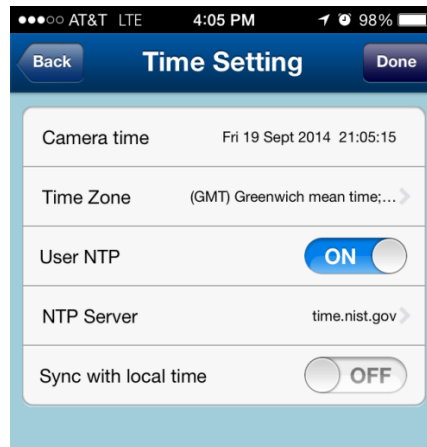 AT&T LTE 4:05 PM 98%
Back Time Setting Done
Camera time Fri 19 Sept 2014 21:05:15
Time Zone (GMT) Greenwich mean time;...
User NTP ON
NTP Server time.nist.gov
Sync with local time OFF